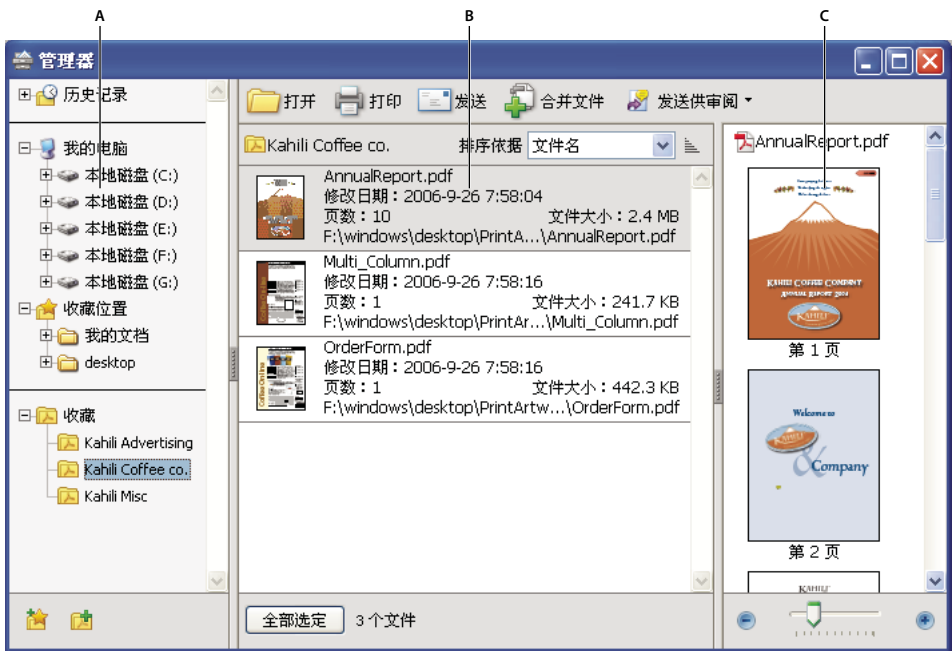 A
B
C
管理器
历史记录
我的电脑
本地磁盘 (C:)
本地磁盘 (D:)
本地磁盘 (E:)
本地磁盘 (F:)
本地磁盘 (G:)
收藏位置
我的文档
desktop
收藏
Kahili Advertising
Kahili Coffee co.
Kahili Misc
打开
打印
发送
合并文件
发送供审阅
Kahili Coffee co.
排序依据 文件名
AnnualReport.pdf
修改日期：2006-9-26 7:58:04
页数：10 文件大小：2.4 MB
F:\windows\desktop\PrintA...\AnnualReport.pdf
Multi_Column.pdf
修改日期：2006-9-26 7:58:16
页数：1 文件大小：241.7 KB
F:\windows\desktop\PrintAr...\Multi_Column.pdf
OrderForm.pdf
修改日期：2006-9-26 7:58:16
页数：1 文件大小：442.3 KB
F:\windows\desktop\PrintArtw...\OrderForm.pdf
全部选定
3 个文件
AnnualReport.pdf
KAHILI COFFEE COMPANY
ANNUAL REPORT 2004
KAHILI
第 1 页
Welcome to
KAHILI
& Company
第 2 页
KAHILI